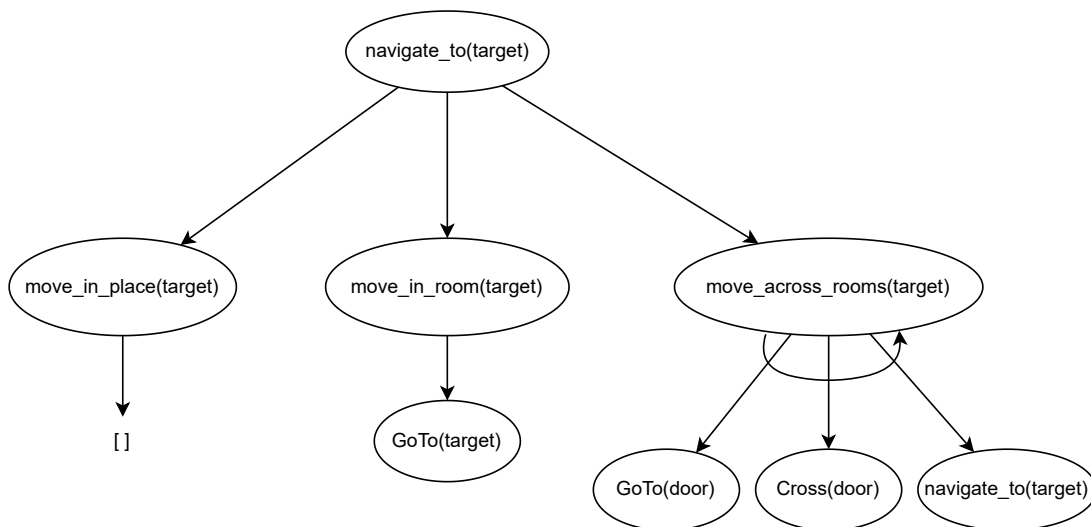 navigate_to(target)
move_in_place(target)
move_in_room(target)
move_across_rooms(target)
[ ]
GoTo(target)
GoTo(door)
Cross(door)
navigate_to(target)